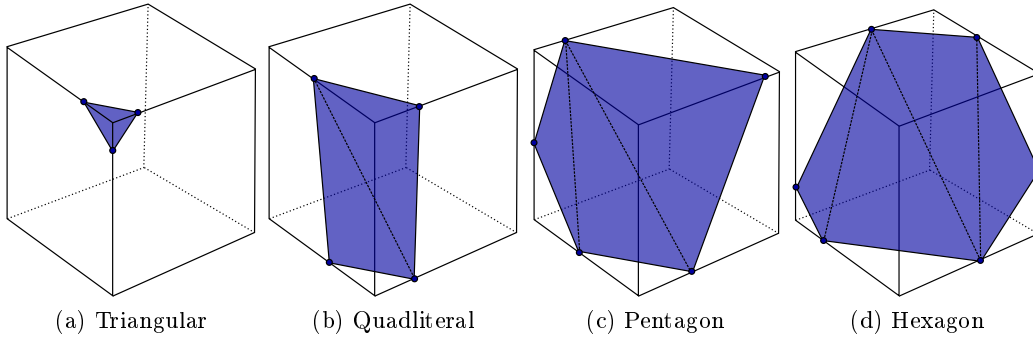 (a) Triangular
(b) Quadliteral
(c) Pentagon
(d) Hexagon